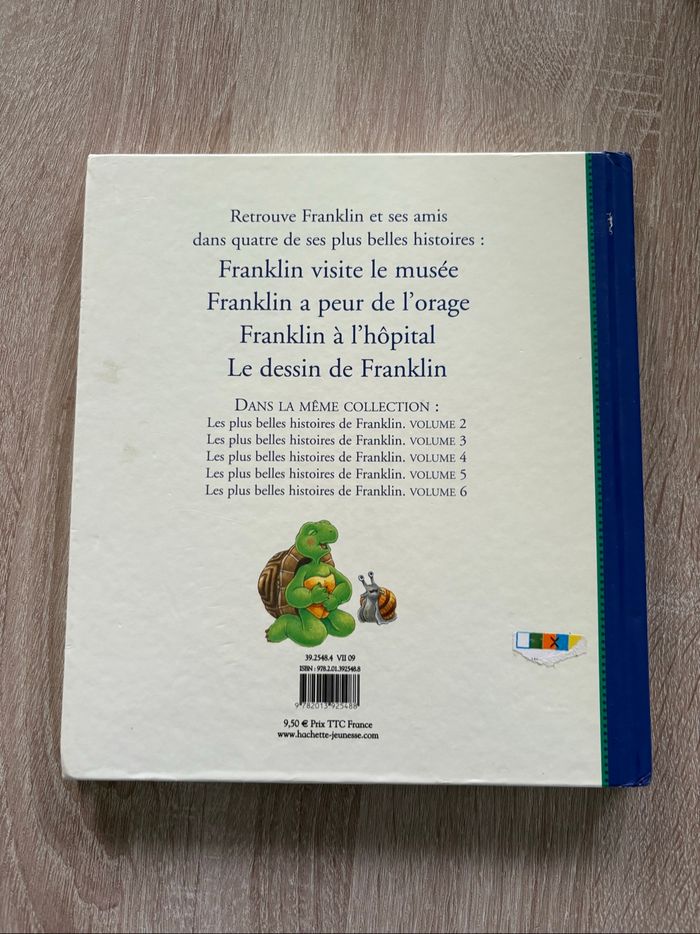 Retrouve Franklin et ses amis
dans quatre de ses plus belles histoires :
Franklin visite le musée
Franklin a peur de l'orage
Franklin à l'hôpital
Le dessin de Franklin
DANS LA MÊME COLLECTION :
Les plus belles histoires de Franklin. VOLUME 2
Les plus belles histoires de Franklin. VOLUME 3
Les plus belles histoires de Franklin. VOLUME 4
Les plus belles histoires de Franklin. VOLUME 5
Les plus belles histoires de Franklin. VOLUME 6
X
39.2548.4 VII 09
ISBN : 978.2.01.392548.8
9 782013 925488
9,50 € Prix TTC France
www.hachette-jeunesse.com